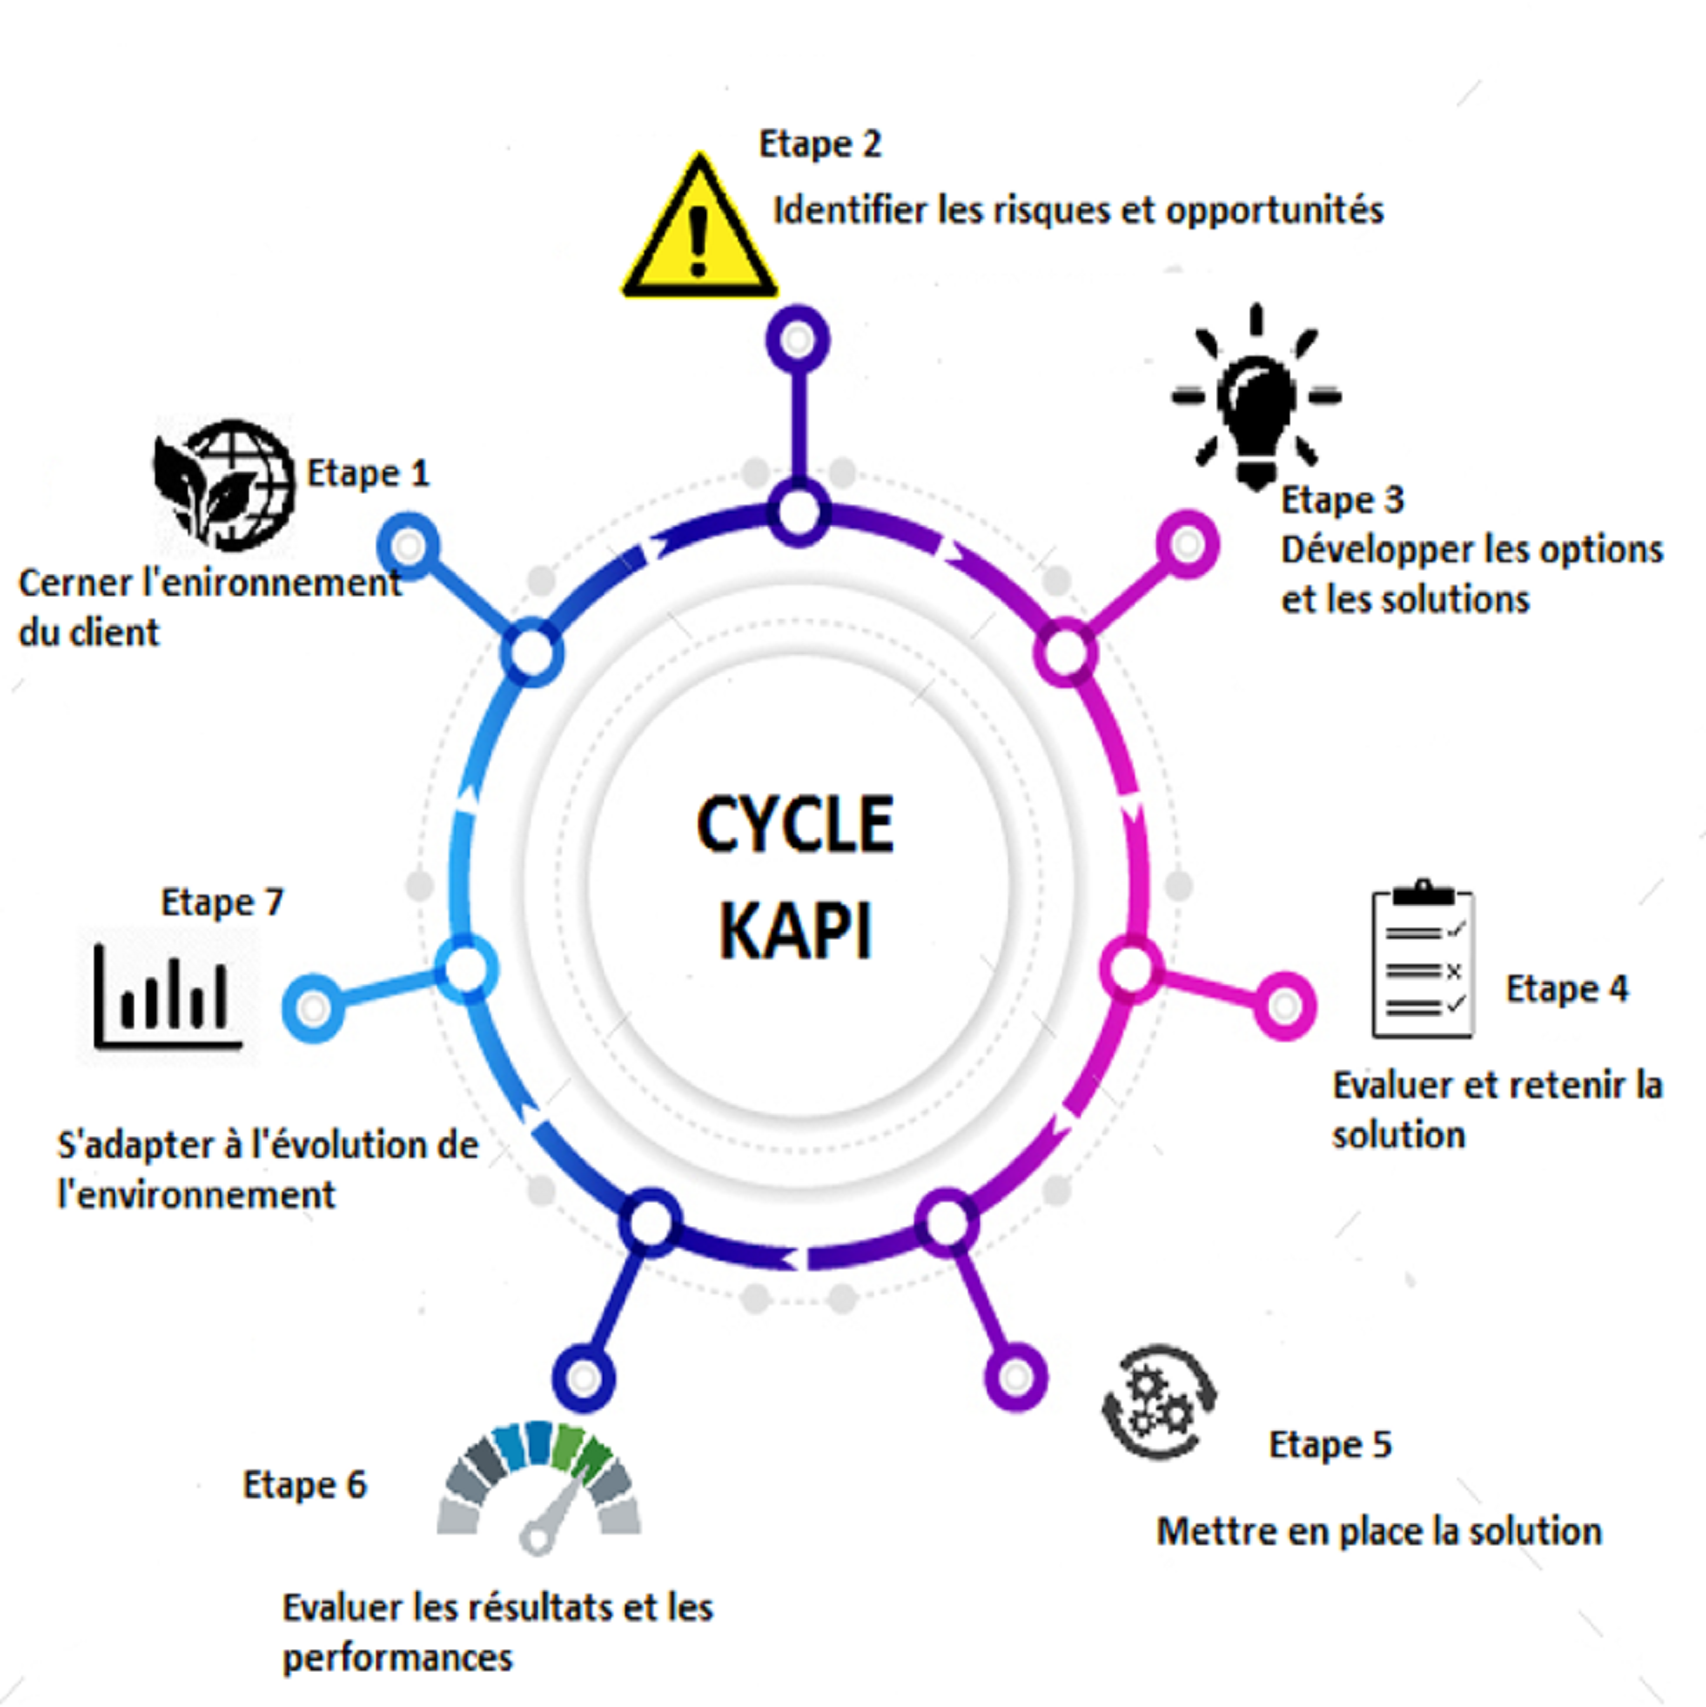 Etape 2
Identifier les risques et opportunités
Etape 1
Cerner l'enironnement
du client
Etape 3
Développer les options
et les solutions
CYCLE
KAPI
Etape 7
S'adapter à l'évolution de
l'environnement
Etape 4
Evaluer et retenir la
solution
Etape 6
Evaluer les résultats et les
performances
Etape 5
Mettre en place la solution